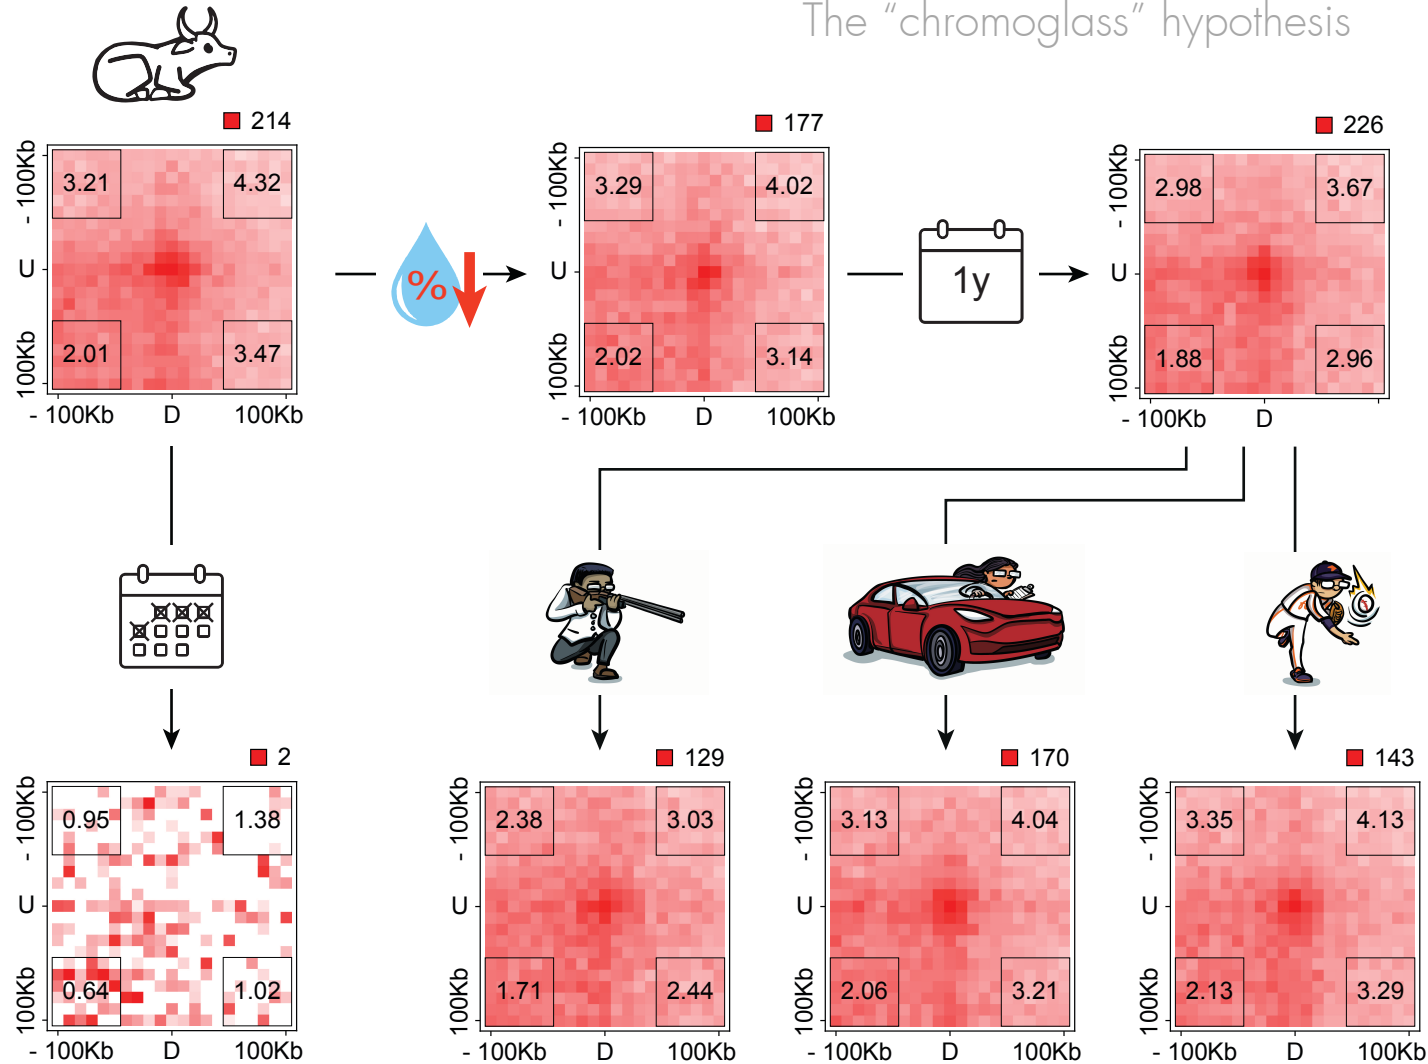 The “chromoglass” hypothesis
214
- 100Kb
U
100Kb
3.21
4.32
2.01
3.47
- 100Kb
D
100Kb
%
177
- 100Kb
U
100Kb
3.29
4.02
2.02
3.14
- 100Kb
D
100Kb
1y
226
- 100Kb
U
100Kb
2.98
3.67
1.88
2.96
- 100Kb
D
2
- 100Kb
U
100Kb
0.95
1.38
0.64
1.02
- 100Kb
D
100Kb
129
- 100Kb
U
100Kb
2.38
3.03
1.71
2.44
- 100Kb
D
100Kb
170
- 100Kb
U
100Kb
3.13
4.04
2.06
3.21
- 100Kb
D
100Kb
143
- 100Kb
U
100Kb
3.35
4.13
2.13
3.29
- 100Kb
D
100Kb